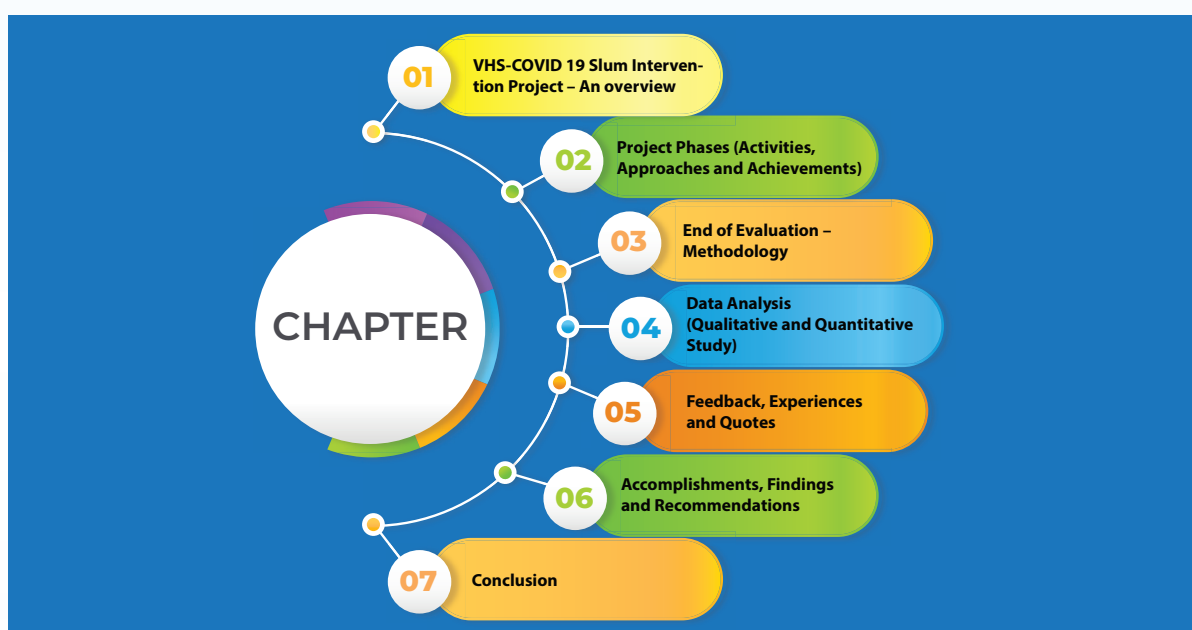 CHAPTER
01
VHS-COVID 19 Slum Interven-
tion Project – An overview
02
Project Phases (Activities,
Approaches and Achievements)
03
End of Evaluation –
Methodology
04
Data Analysis
(Qualitative and Quantitative
Study)
05
Feedback, Experiences
and Quotes
06
Accomplishments, Findings
and Recommendations
07
Conclusion